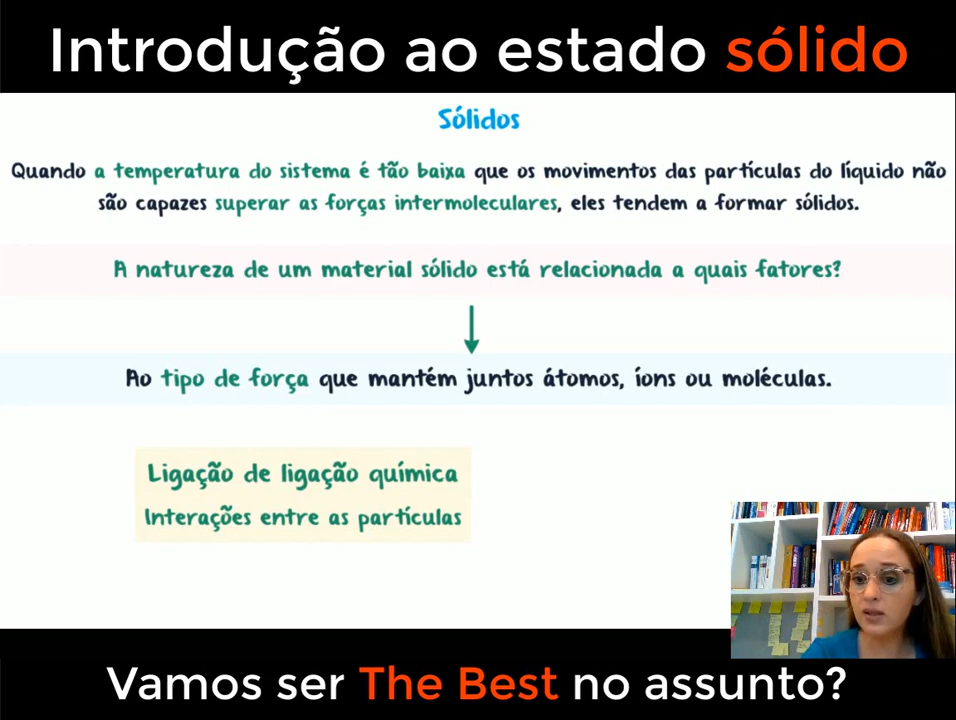 Introdução ao estado sólido
Sólidos
Quando a temperatura do sistema é tão baixa que os movimentos das partículas do líquido não
são capazes superar as forças intermoleculares, eles tendem a formar sólidos.
A natureza de um material sólido está relacionada a quais fatores?
Ao tipo de força que mantém juntos átomos, íons ou moléculas.
Ligação de ligação química
Interações entre as partículas
Vamos ser The Best no assunto?